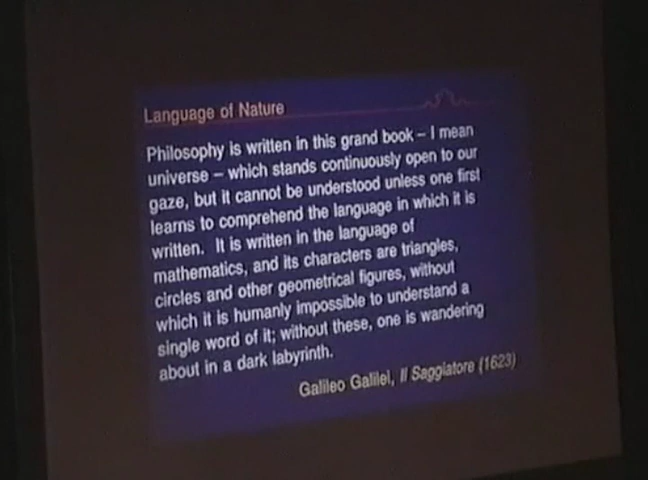 Language of Nature
Philosophy is written in this grand book – I mean
universe – which stands continuously open to our
gaze, but it cannot be understood unless one first
learns to comprehend the language in which it is
written. It is written in the language of
mathematics, and its characters are triangles,
circles and other geometrical figures, without
which it is humanly impossible to understand a
single word of it; without these, one is wandering
about in a dark labyrinth.
Galileo Galilei, Il Saggiatore (1623)